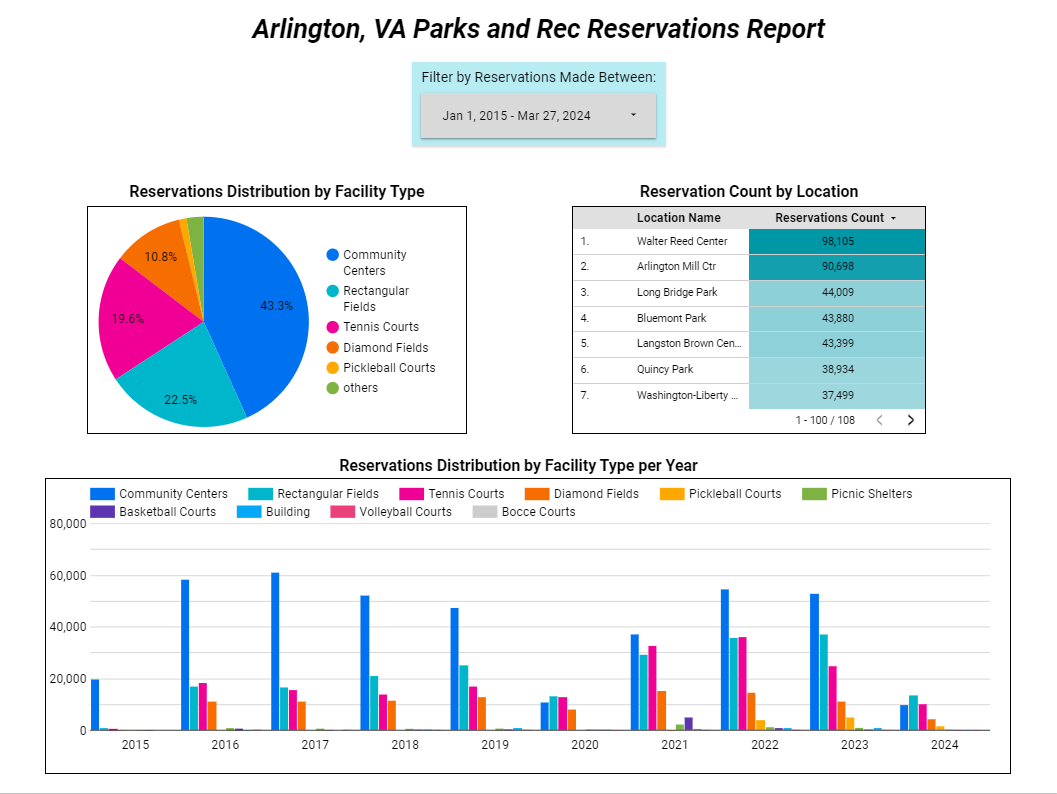 Arlington, VA Parks and Rec Reservations Report
Filter by Reservations Made Between:
Jan 1, 2015 - Mar 27, 2024
Reservations Distribution by Facility Type
43.3%
22.5%
19.6%
10.8%
Community
Centers
Rectangular
Fields
Tennis Courts
Diamond Fields
Pickleball Courts
others
Reservation Count by Location
Location Name Reservations Count
1. Walter Reed Center 98,105
2. Arlington Mill Ctr 90,698
3. Long Bridge Park 44,009
4. Bluemont Park 43,880
5. Langston Brown Cen... 43,399
6. Quincy Park 38,934
7. Washington-Liberty ... 37,499
1 - 100 / 108
Reservations Distribution by Facility Type per Year
Community Centers Rectangular Fields Tennis Courts Diamond Fields Pickleball Courts Picnic Shelters
Basketball Courts Building Volleyball Courts Bocce Courts
80,000
60,000
40,000
20,000
0
2015 2016 2017 2018 2019 2020 2021 2022 2023 2024